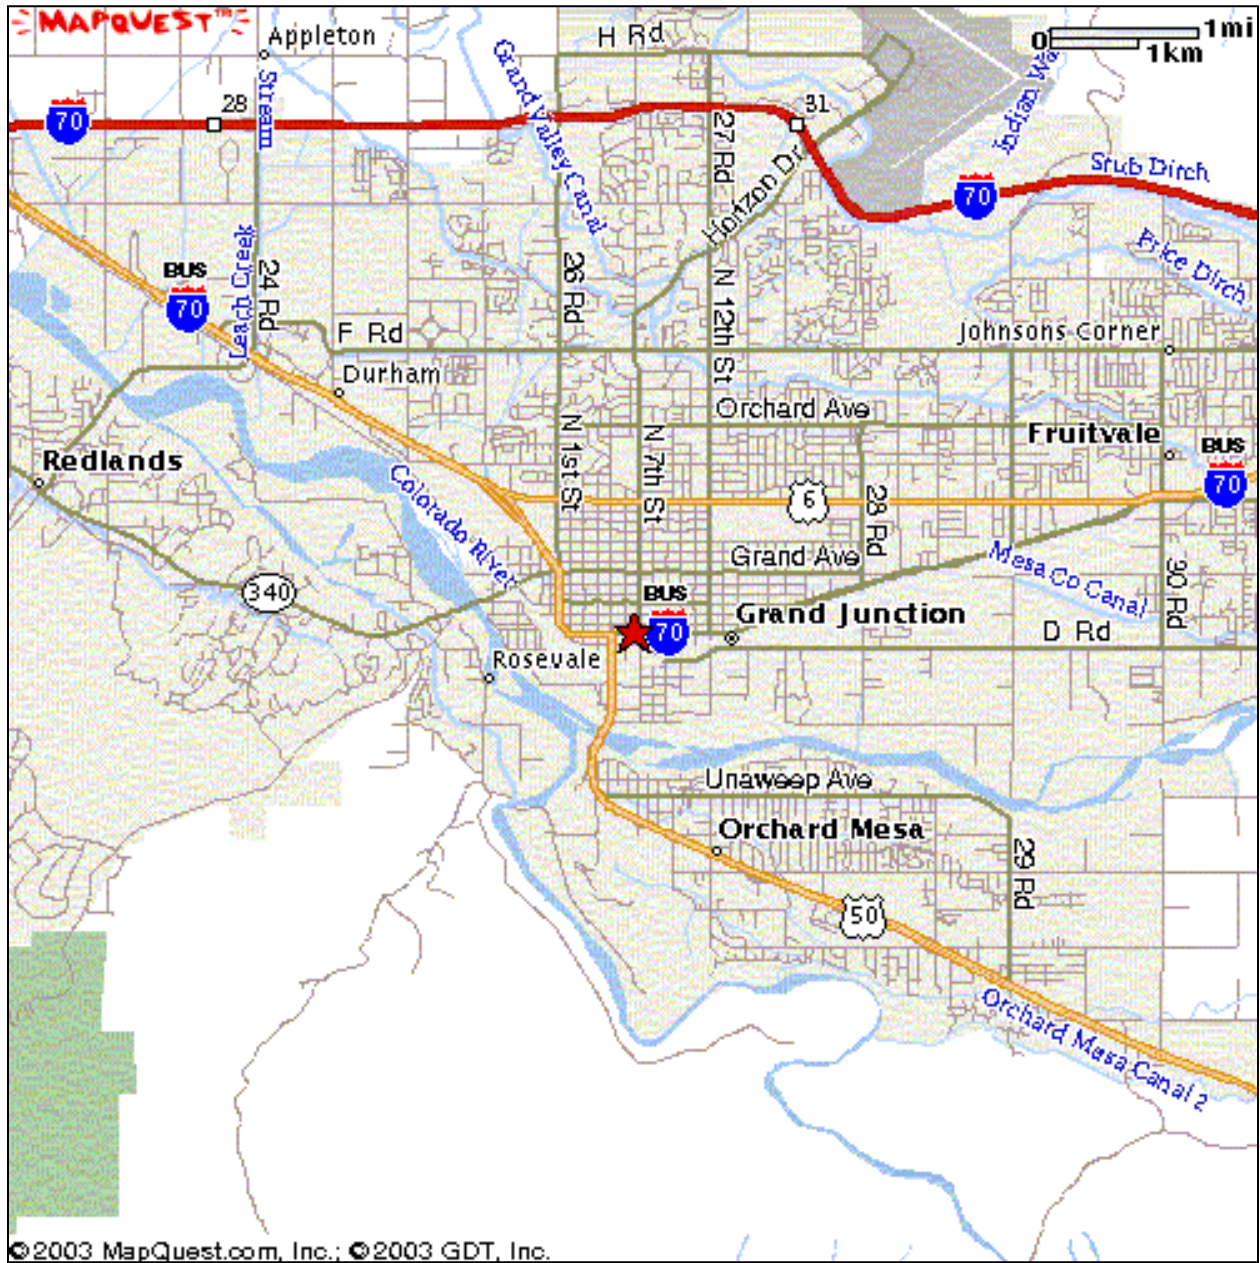 MAPQUEST™
Appleton
H Rd
0 1mi
1km
70
28
31
Stream
Grand Valley Canal
27 Rd
Horizon Dr
Indian Wa
Stub Dirch
70
Price Dirch
BUS
70
Leach Creek
24 Rd
26 Rd
N 12th St
F Rd
Johnsons Corner
Durham
Orchard Ave
Fruitvale
BUS
70
Redlands
N 1st St
N 7th St
Colorado River
6
28 Rd
Grand Ave
Mesa Co Canal
30 Rd
340
BUS
70
Grand Junction
D Rd
Rosevale
Unaweep Ave
Orchard Mesa
29 Rd
50
Orchard Mesa Canal 2
©2003 MapQuest.com, Inc.; ©2003 GDT, Inc.